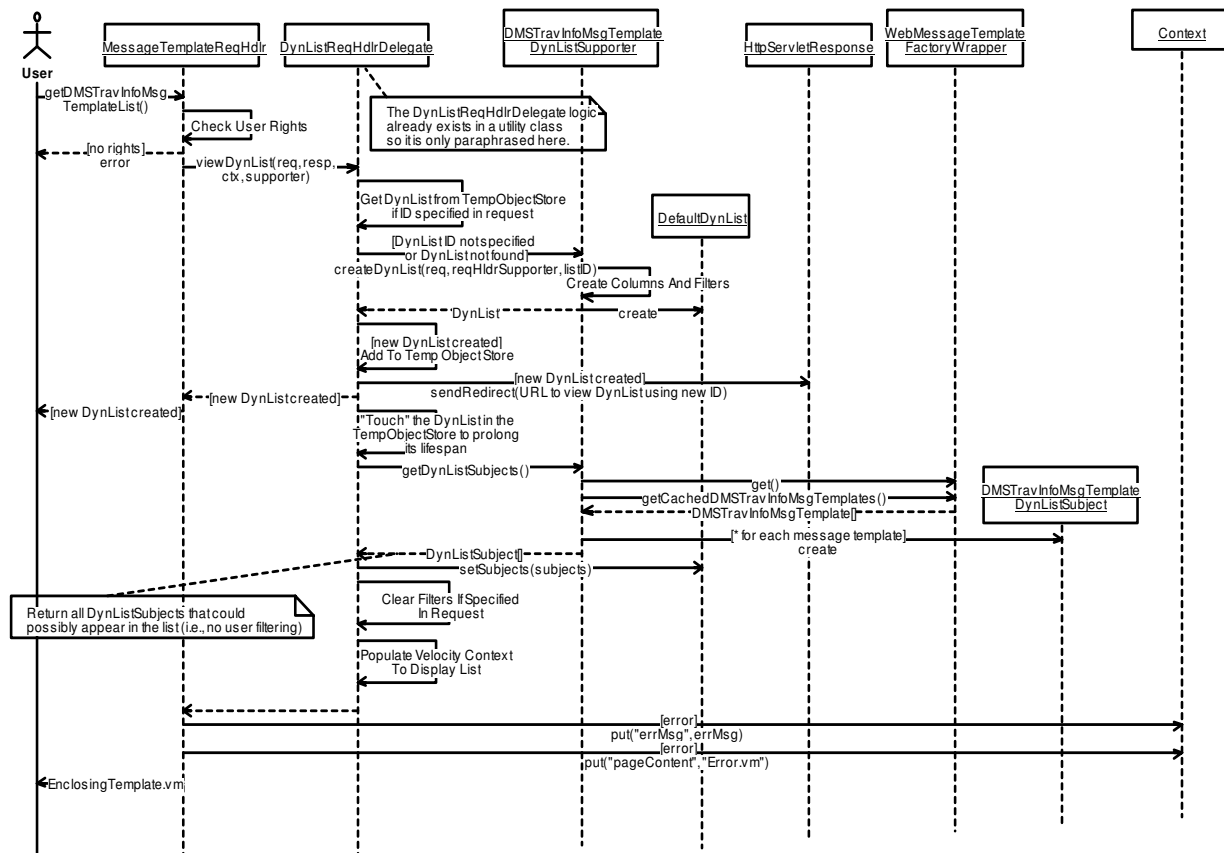 User
MessageTemplateReqHdlr
DynListReqHdlrDelegate
DMSTravInfoMsgTemplate
DynListSupporter
HttpServletResponse
WebMessageTemplate
FactoryWrapper
Context
getDMSTravInfoMsg
TemplateList()
The DynListReqHdlrDelegate logic
already exists in a utility class
so it is only paraphrased here.
Check User Rights
[no rights]
error
viewDynList(req, resp,
ctx, supporter)
Get DynList from TempObjectStore
if ID specified in request
DefaultDynList
[DynList ID not specified
or DynList not found]
createDynList(req, reqHldrSupporter, listID)
Create Columns And Filters
DynList
create
[new DynList created]
Add To Temp Object Store
[new DynList created]
sendRedirect(URL to view DynList using new ID)
[new DynList created]
[new DynList created]
"Touch" the DynList in the
TempObjectStore to prolong
its lifespan
getDynListSubjects()
get()
getCachedDMSTravInfoMsgTemplates()
DMSTravInfoMsgTemplate[]
DMSTravInfoMsgTemplate
DynListSubject
[* for each message template]
create
DynListSubject[]
setSubjects(subjects)
Clear Filters If Specified
In Request
Return all DynListSubjects that could
possibly appear in the list (i.e., no user filtering)
Populate Velocity Context
To Display List
[error]
put("errMsg", errMsg)
[error]
put("pageContent", "Error.vm")
EnclosingTemplate.vm